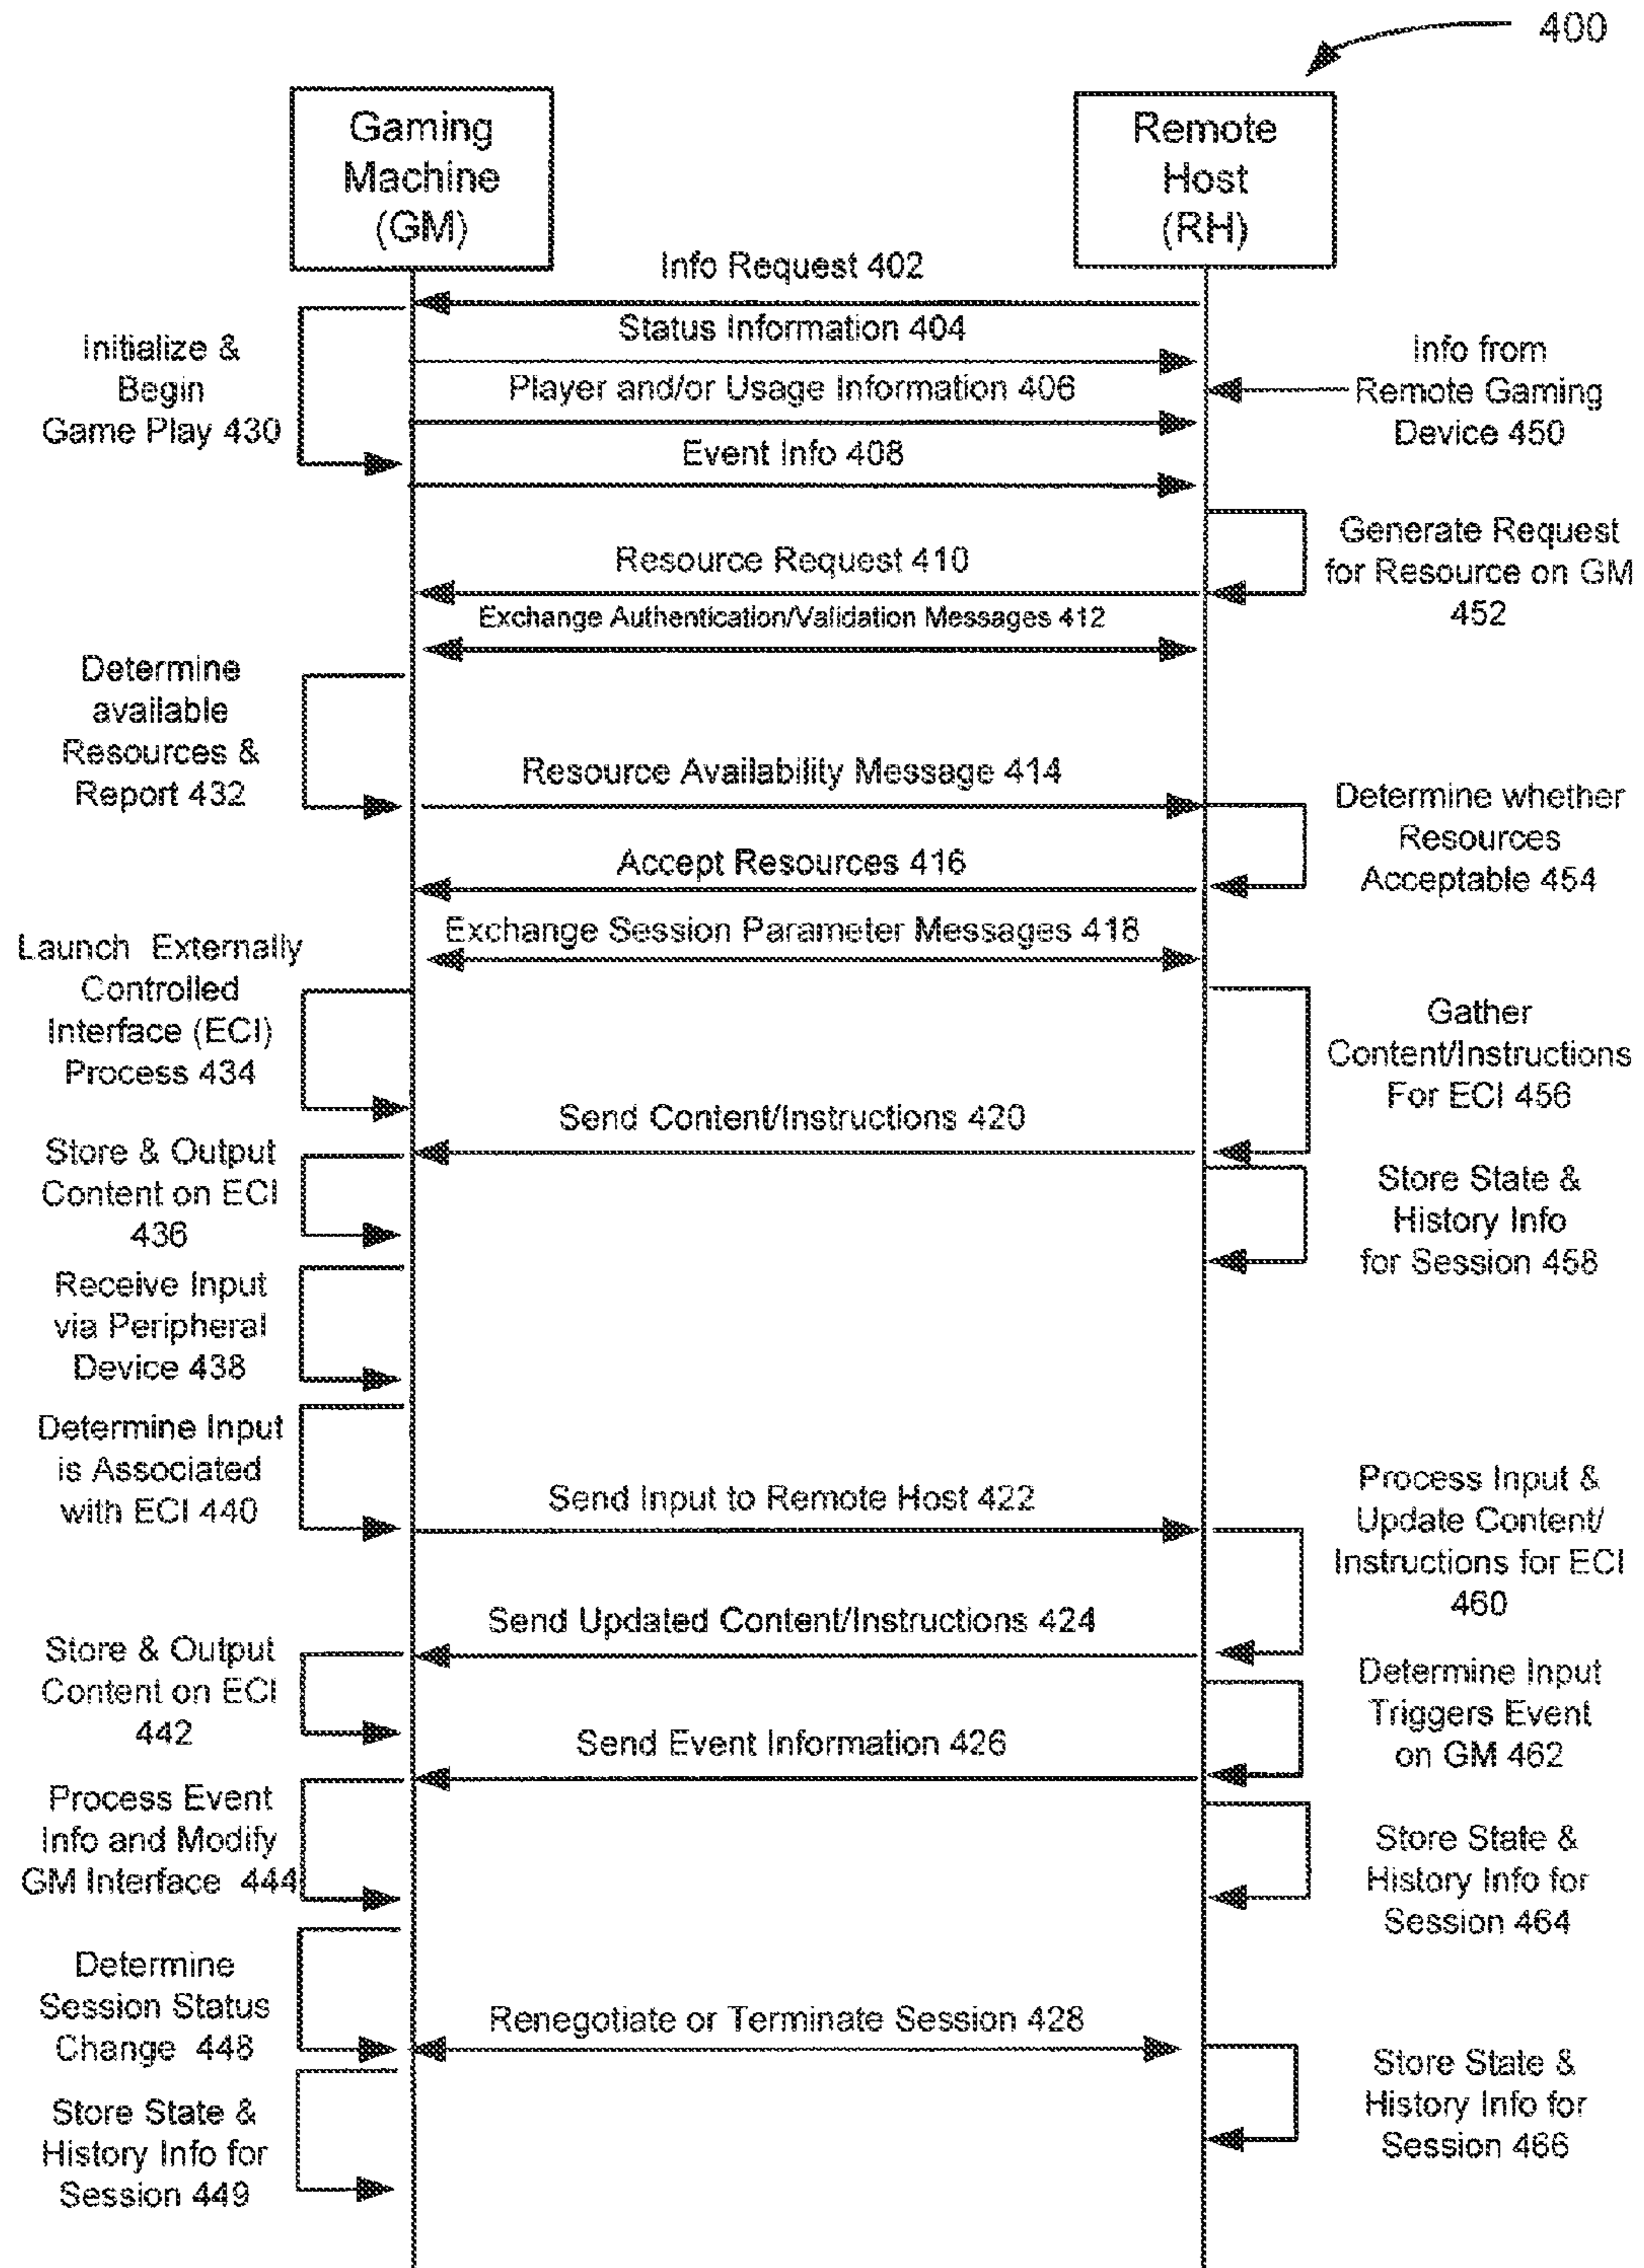 400
Gaming
Machine
(GM)
Remote
Host
(RH)
Info Request 402
Status Information 404
Initialize &
Begin
Game Play 430
Info from
Remote Gaming
Device 450
Player and/or Usage Information 406
Event Info 408
Generate Request
for Resource on GM
452
Resource Request 410
Exchange Authentication/Validation Messages 412
Determine
available
Resources &
Report 432
Resource Availability Message 414
Determine whether
Resources
Acceptable 454
Accept Resources 416
Exchange Session Parameter Messages 418
Launch Externally
Controlled
Interface (ECI)
Process 434
Gather
Content/Instructions
For ECI 456
Send Content/Instructions 420
Store & Output
Content on ECI
436
Store State &
History Info
for Session 458
Receive Input
via Peripheral
Device 438
Determine Input
is Associated
with ECI 440
Send Input to Remote Host 422
Process Input &
Update Content/
Instructions for ECI
460
Send Updated Content/Instructions 424
Store & Output
Content on ECI
442
Determine Input
Triggers Event
on GM 462
Send Event Information 426
Process Event
Info and Modify
GM Interface 444
Store State &
History Info for
Session 464
Determine
Session Status
Change 448
Renegotiate or Terminate Session 428
Store State &
History Info for
Session 466
Store State &
History Info for
Session 449